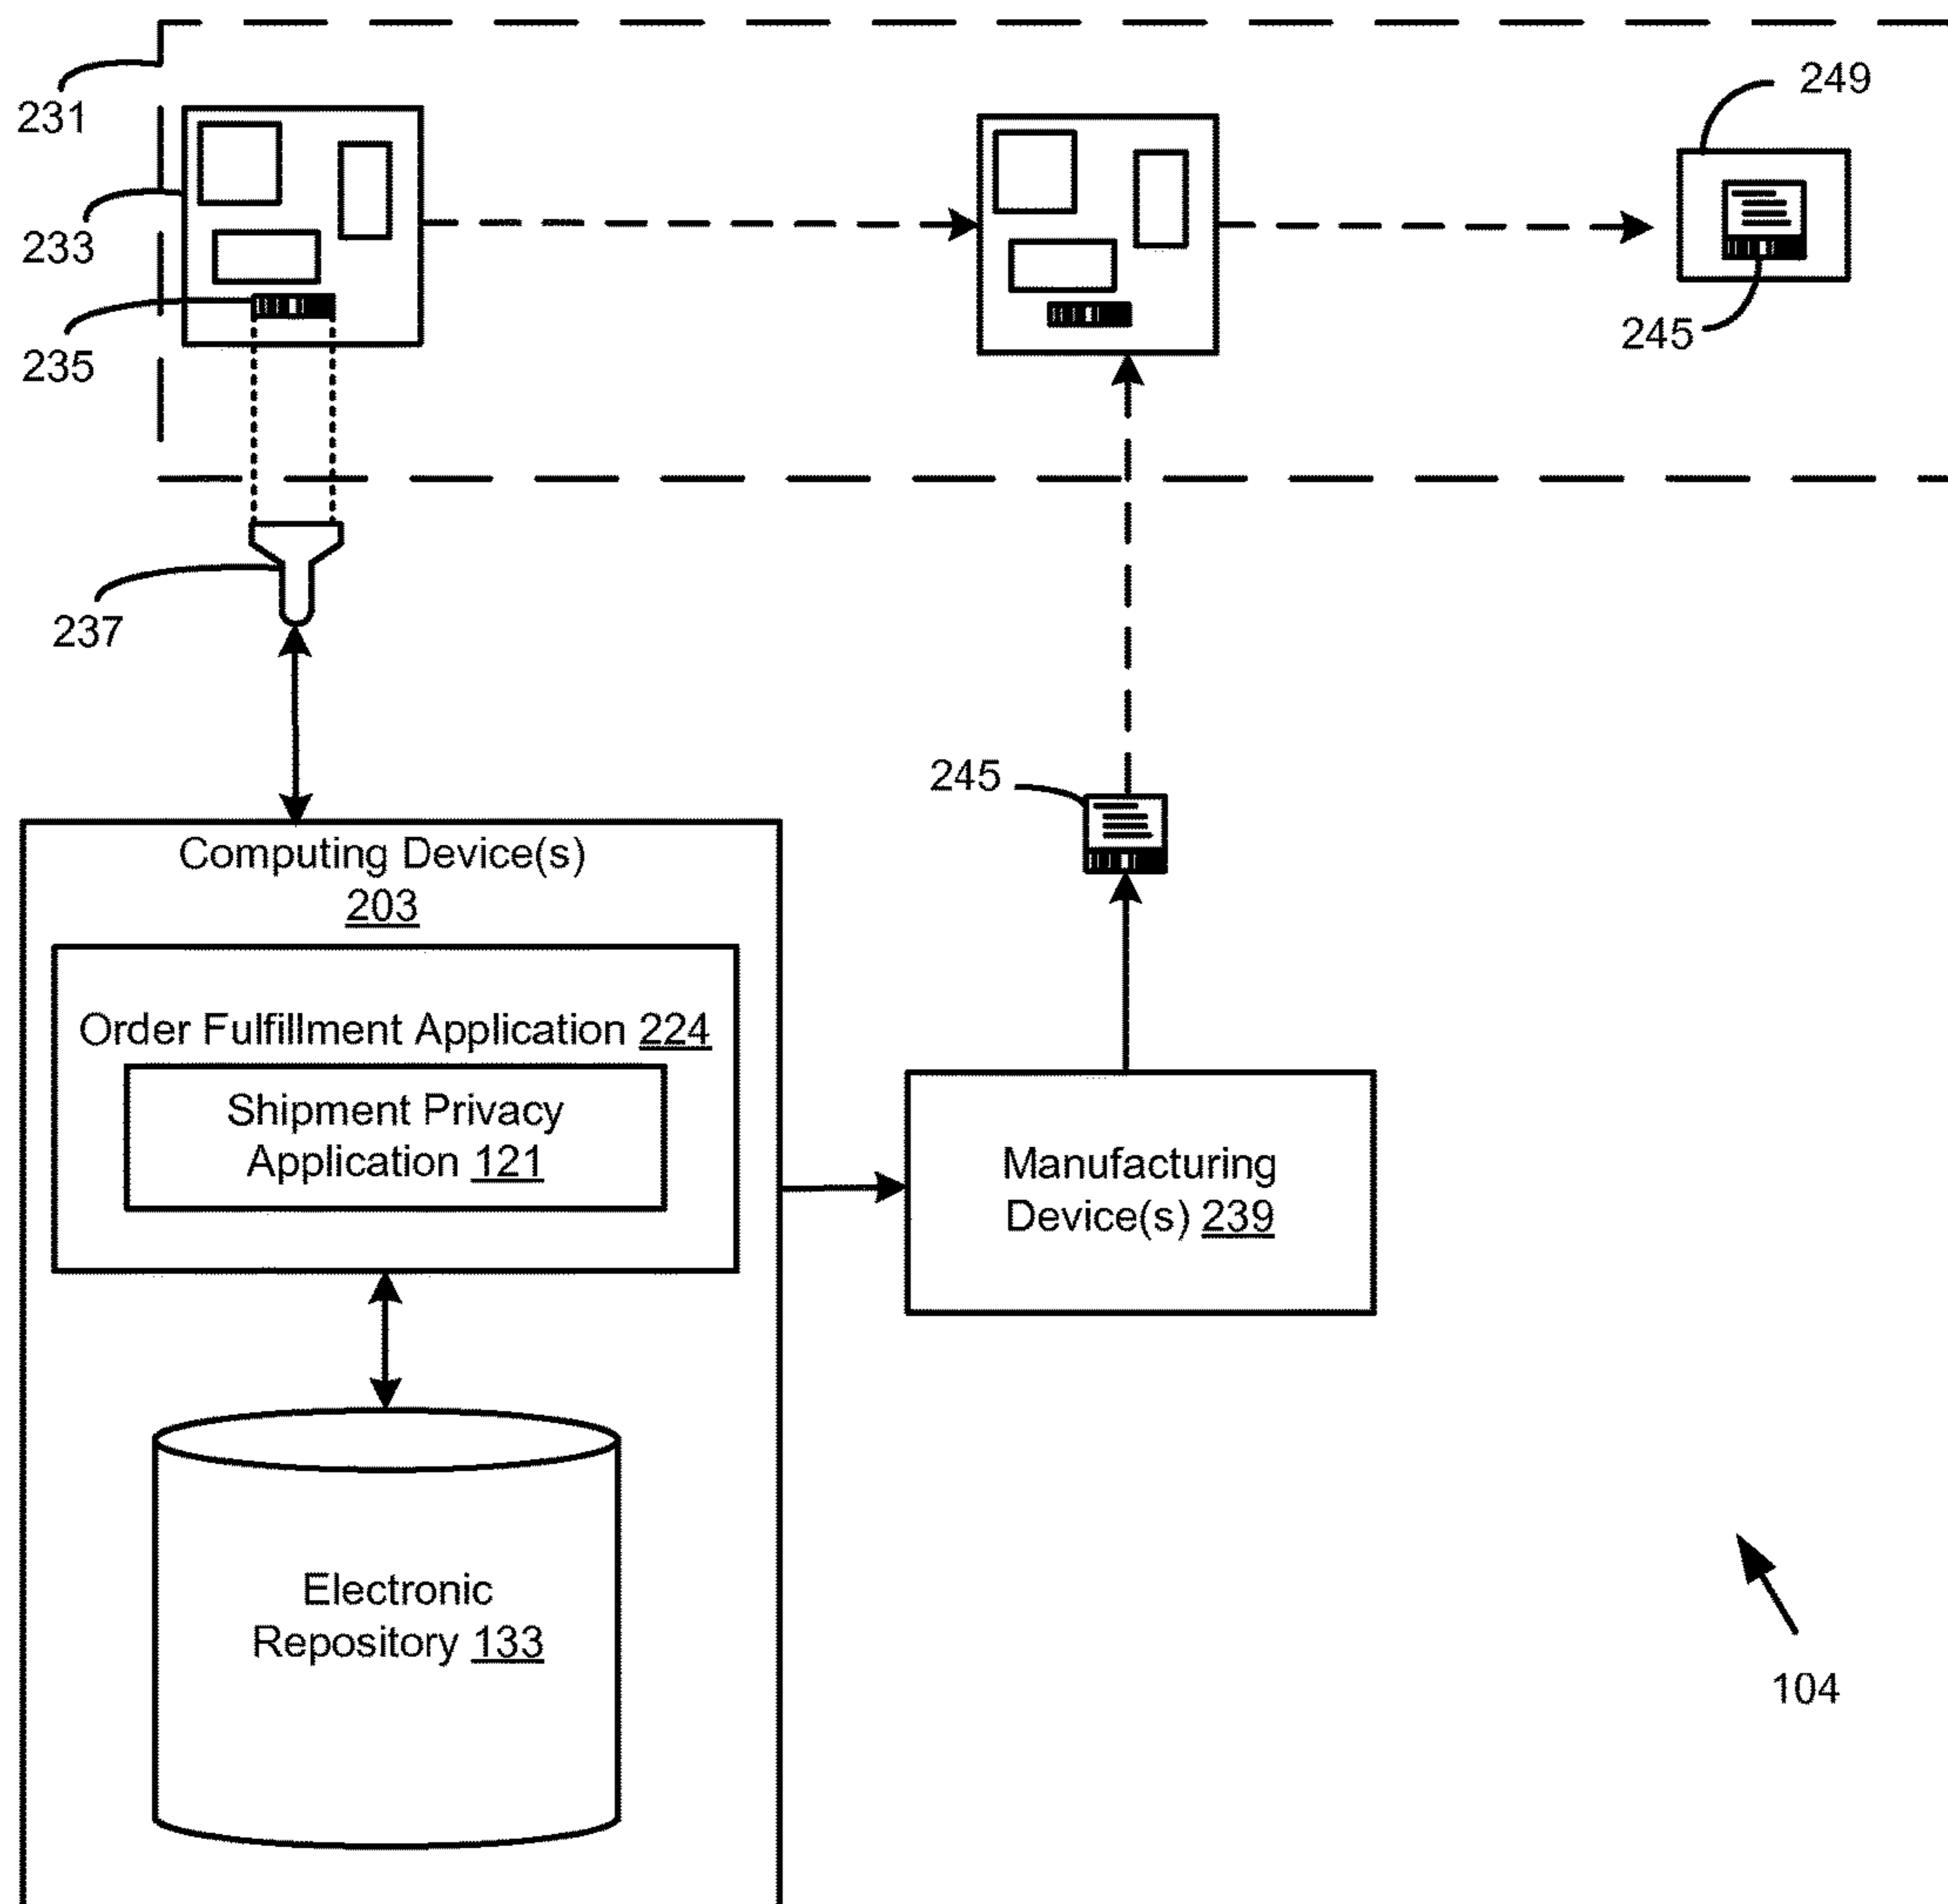 231
249
233
235
245
237
245
Computing Device(s)
203
Order Fulfillment Application 224
Shipment Privacy
Application 121
Manufacturing
Device(s) 239
Electronic
Repository 133
104